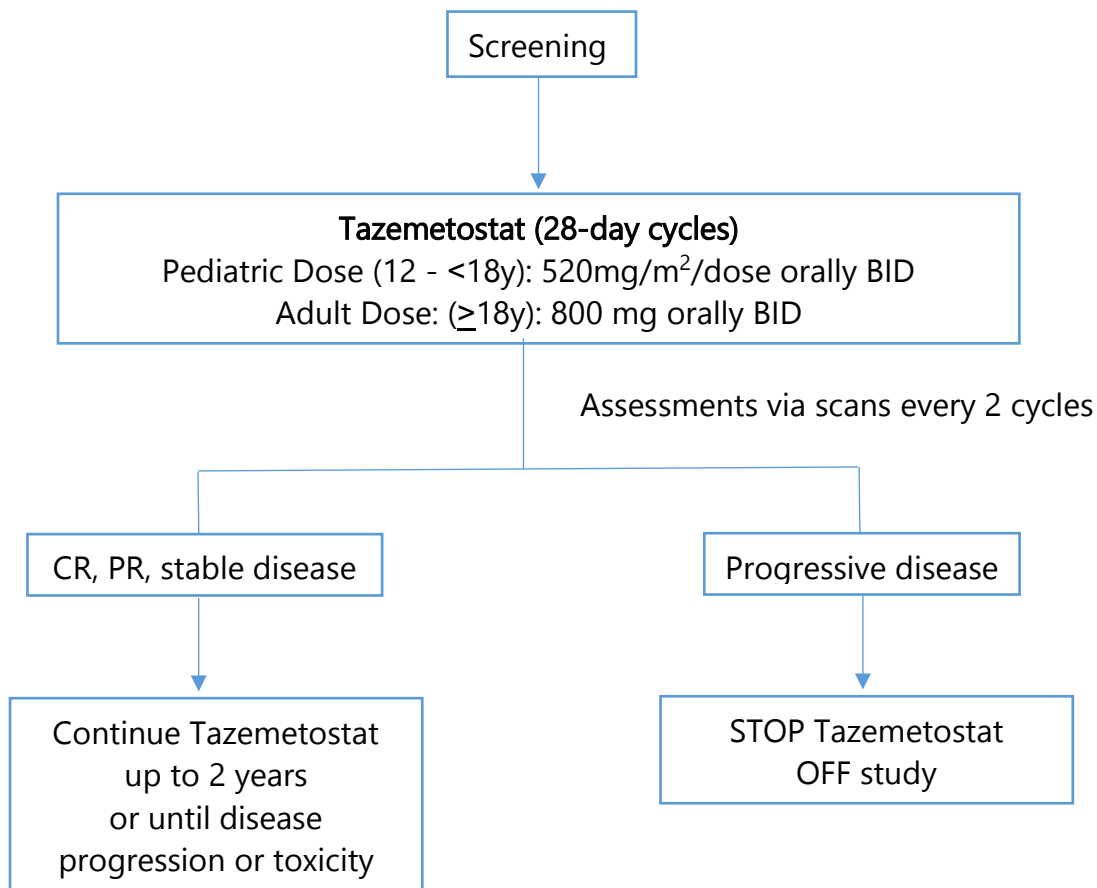 Screening
Tazemetostat (28-day cycles)
Pediatric Dose (12 - <18y): 520mg/m²/dose orally BID
Adult Dose: (≥18y): 800 mg orally BID
Assessments via scans every 2 cycles
CR, PR, stable disease
Progressive disease
Continue Tazemetostat
up to 2 years
or until disease
progression or toxicity
STOP Tazemetostat
OFF study